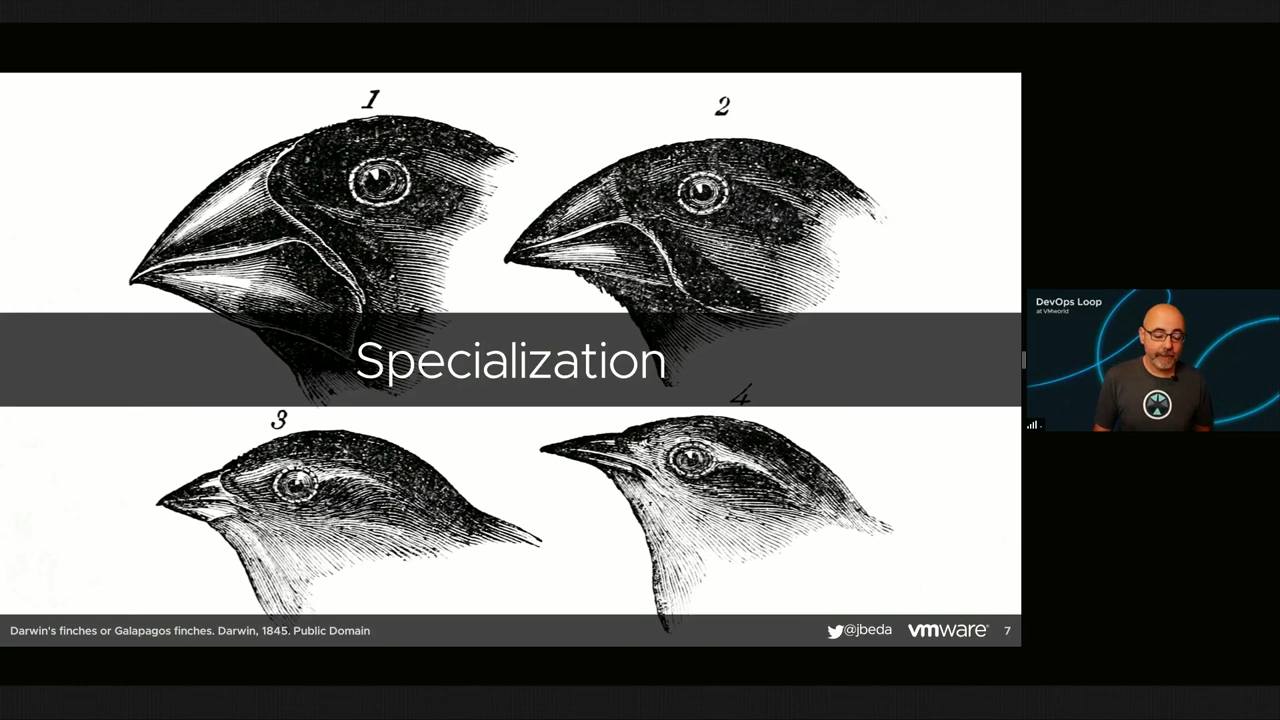 1
2
Specialization
3
4
Darwin's finches or Galapagos finches. Darwin, 1845. Public Domain
@jbeda
vmware®
7
DevOps Loop
at VMworld